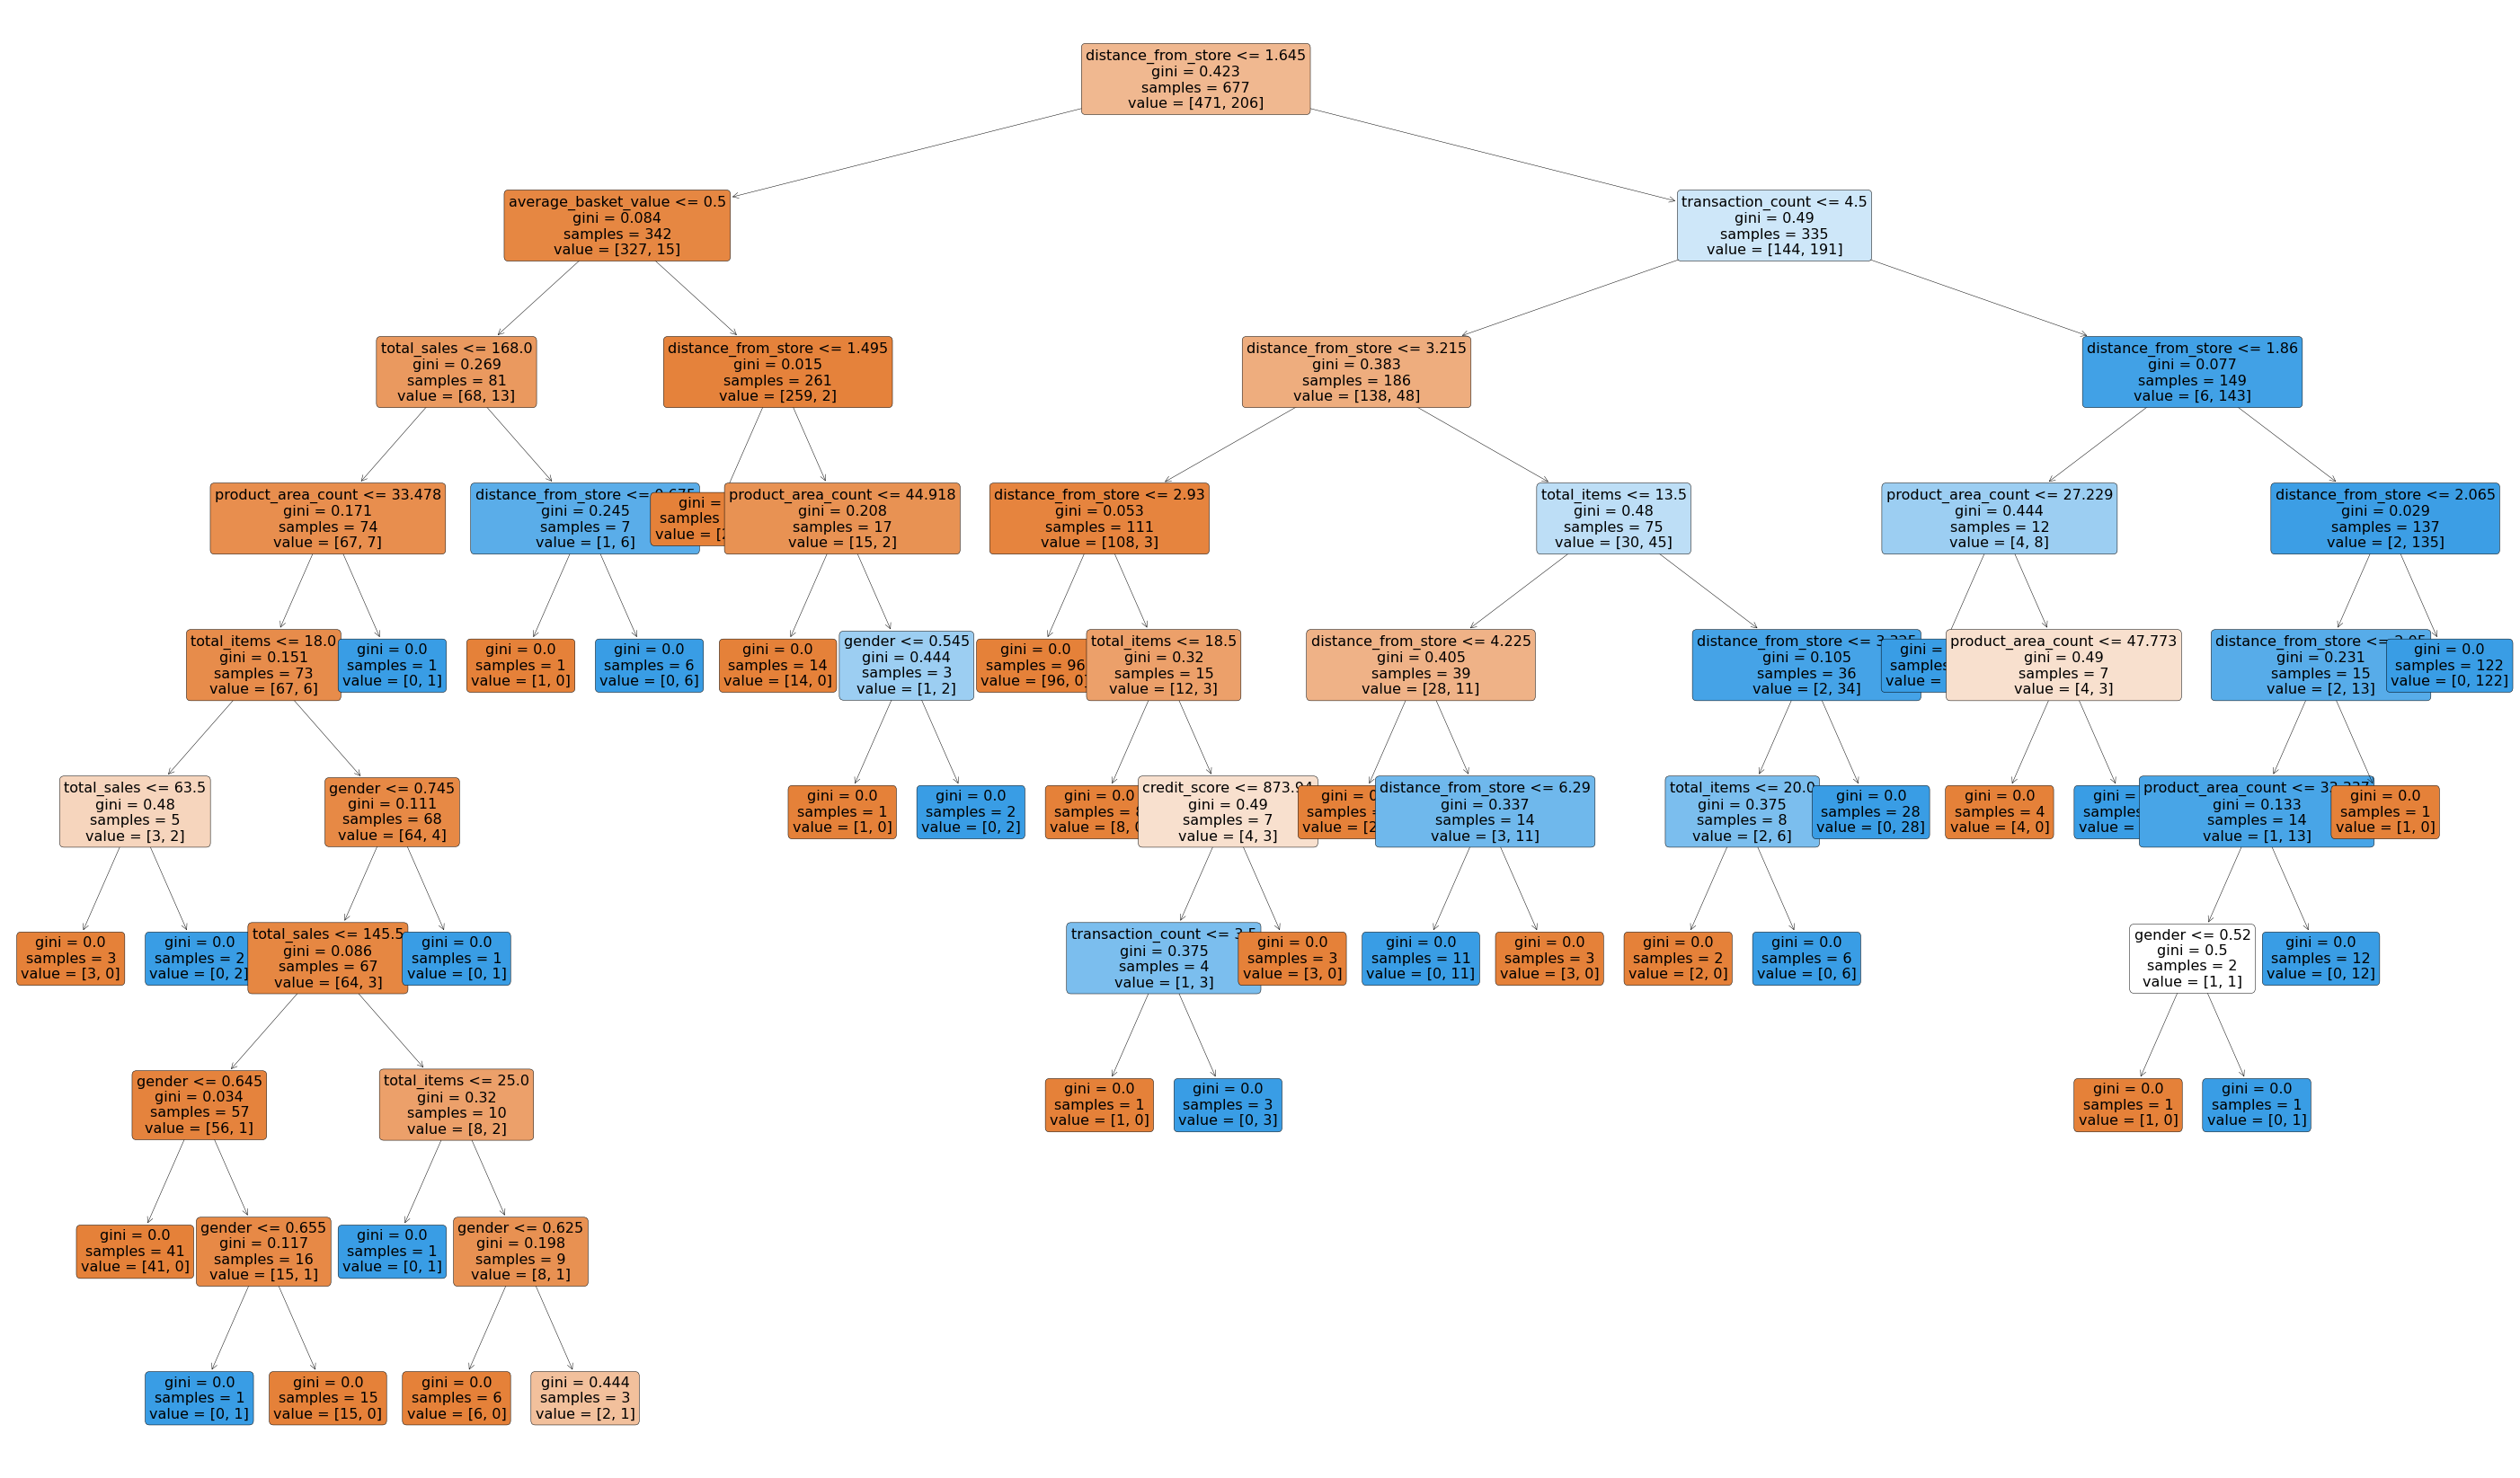 distance_from_store <= 1.645
gini = 0.423
samples = 677
value = [471, 206]
average_basket_value <= 0.5
gini = 0.084
samples = 342
value = [327, 15]
transaction_count <= 4.5
gini = 0.49
samples = 335
value = [144, 191]
total_sales <= 168.0
gini = 0.269
samples = 81
value = [68, 13]
distance_from_store <= 1.495
gini = 0.015
samples = 261
value = [259, 2]
distance_from_store <= 3.215
gini = 0.383
samples = 186
value = [138, 48]
distance_from_store <= 1.86
gini = 0.077
samples = 149
value = [6, 143]
product_area_count <= 33.478
gini = 0.171
samples = 74
value = [67, 7]
distance_from_store <=
gini = 0.245
samples = 7
value = [1, 6]
gini =
samples
value =
product_area_count <= 44.918
gini = 0.208
samples = 17
value = [15, 2]
distance_from_store <= 2.93
gini = 0.053
samples = 111
value = [108, 3]
total_items <= 13.5
gini = 0.48
samples = 75
value = [30, 45]
product_area_count <= 27.229
gini = 0.444
samples = 12
value = [4, 8]
distance_from_store <= 2.065
gini = 0.029
samples = 137
value = [2, 135]
total_items <= 18.0
gini = 0.151
samples = 73
value = [67, 6]
gini = 0.0
samples = 1
value = [0, 1]
gini = 0.0
samples = 1
value = [1, 0]
gini = 0.0
samples = 6
value = [0, 6]
gini = 0.0
samples = 14
value = [14, 0]
gender <= 0.545
gini = 0.444
samples = 3
value = [1, 2]
gini = 0.0
samples = 96
value = [96, 0]
total_items <= 18.5
gini = 0.32
samples = 15
value = [12, 3]
distance_from_store <= 4.225
gini = 0.405
samples = 39
value = [28, 11]
distance_from_store <=
gini = 0.105
samples = 36
value = [2, 34]
gini =
samples
value =
product_area_count <= 47.773
gini = 0.49
samples = 7
value = [4, 3]
distance_from_store <=
gini = 0.231
samples = 15
value = [2, 13]
gini = 0.0
samples = 122
value = [0, 122]
total_sales <= 63.5
gini = 0.48
samples = 5
value = [3, 2]
gender <= 0.745
gini = 0.111
samples = 68
value = [64, 4]
gini = 0.0
samples = 1
value = [1, 0]
gini = 0.0
samples = 2
value = [0, 2]
gini = 0.0
samples =
value = [8,
credit_score <= 873.94
gini = 0.49
samples = 7
value = [4, 3]
gini =
samples =
value =
distance_from_store <= 6.29
gini = 0.337
samples = 14
value = [3, 11]
total_items <= 20.0
gini = 0.375
samples = 8
value = [2, 6]
gini = 0.0
samples = 28
value = [0, 28]
gini = 0.0
samples = 4
value = [4, 0]
gini =
samples
value =
product_area_count <=
gini = 0.133
samples = 14
value = [1, 13]
gini = 0.0
samples = 1
value = [1, 0]
gini = 0.0
samples = 3
value = [3, 0]
gini = 0.0
samples = 2
value = [0, 2]
total_sales <= 145.5
gini = 0.086
samples = 67
value = [64, 3]
gini = 0.0
samples = 1
value = [0, 1]
transaction_count <= 3.5
gini = 0.375
samples = 4
value = [1, 3]
gini = 0.0
samples = 3
value = [3, 0]
gini = 0.0
samples = 11
value = [0, 11]
gini = 0.0
samples = 3
value = [3, 0]
gini = 0.0
samples = 2
value = [2, 0]
gini = 0.0
samples = 6
value = [0, 6]
gender <= 0.52
gini = 0.5
samples = 2
value = [1, 1]
gini = 0.0
samples = 12
value = [0, 12]
gender <= 0.645
gini = 0.034
samples = 57
value = [56, 1]
total_items <= 25.0
gini = 0.32
samples = 10
value = [8, 2]
gini = 0.0
samples = 1
value = [1, 0]
gini = 0.0
samples = 3
value = [0, 3]
gini = 0.0
samples = 1
value = [1, 0]
gini = 0.0
samples = 1
value = [0, 1]
gini = 0.0
samples = 41
value = [41, 0]
gender <= 0.655
gini = 0.117
samples = 16
value = [15, 1]
gini = 0.0
samples = 1
value = [0, 1]
gender <= 0.625
gini = 0.198
samples = 9
value = [8, 1]
gini = 0.0
samples = 1
value = [0, 1]
gini = 0.0
samples = 15
value = [15, 0]
gini = 0.0
samples = 6
value = [6, 0]
gini = 0.444
samples = 3
value = [2, 1]